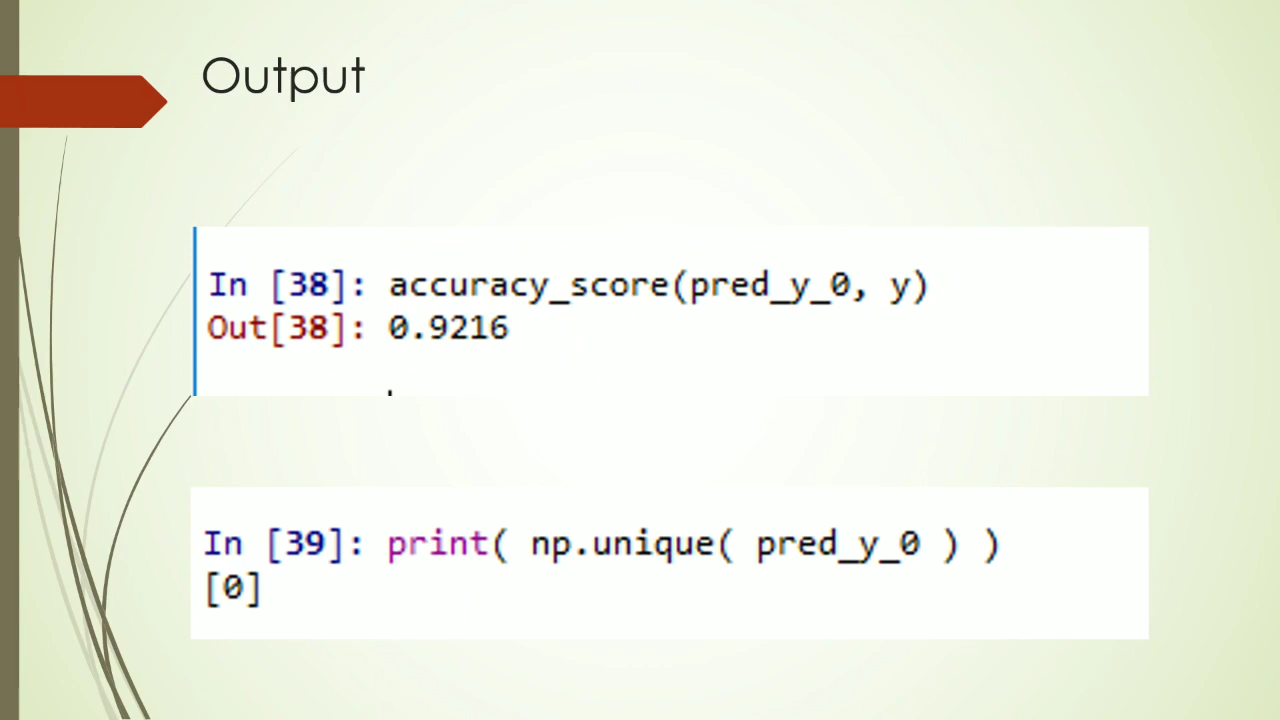 Output
In [38]: accuracy_score(pred_y_0, y)
Out[38]: 0.9216
In [39]: print( np.unique( pred_y_0 ) )
[0]